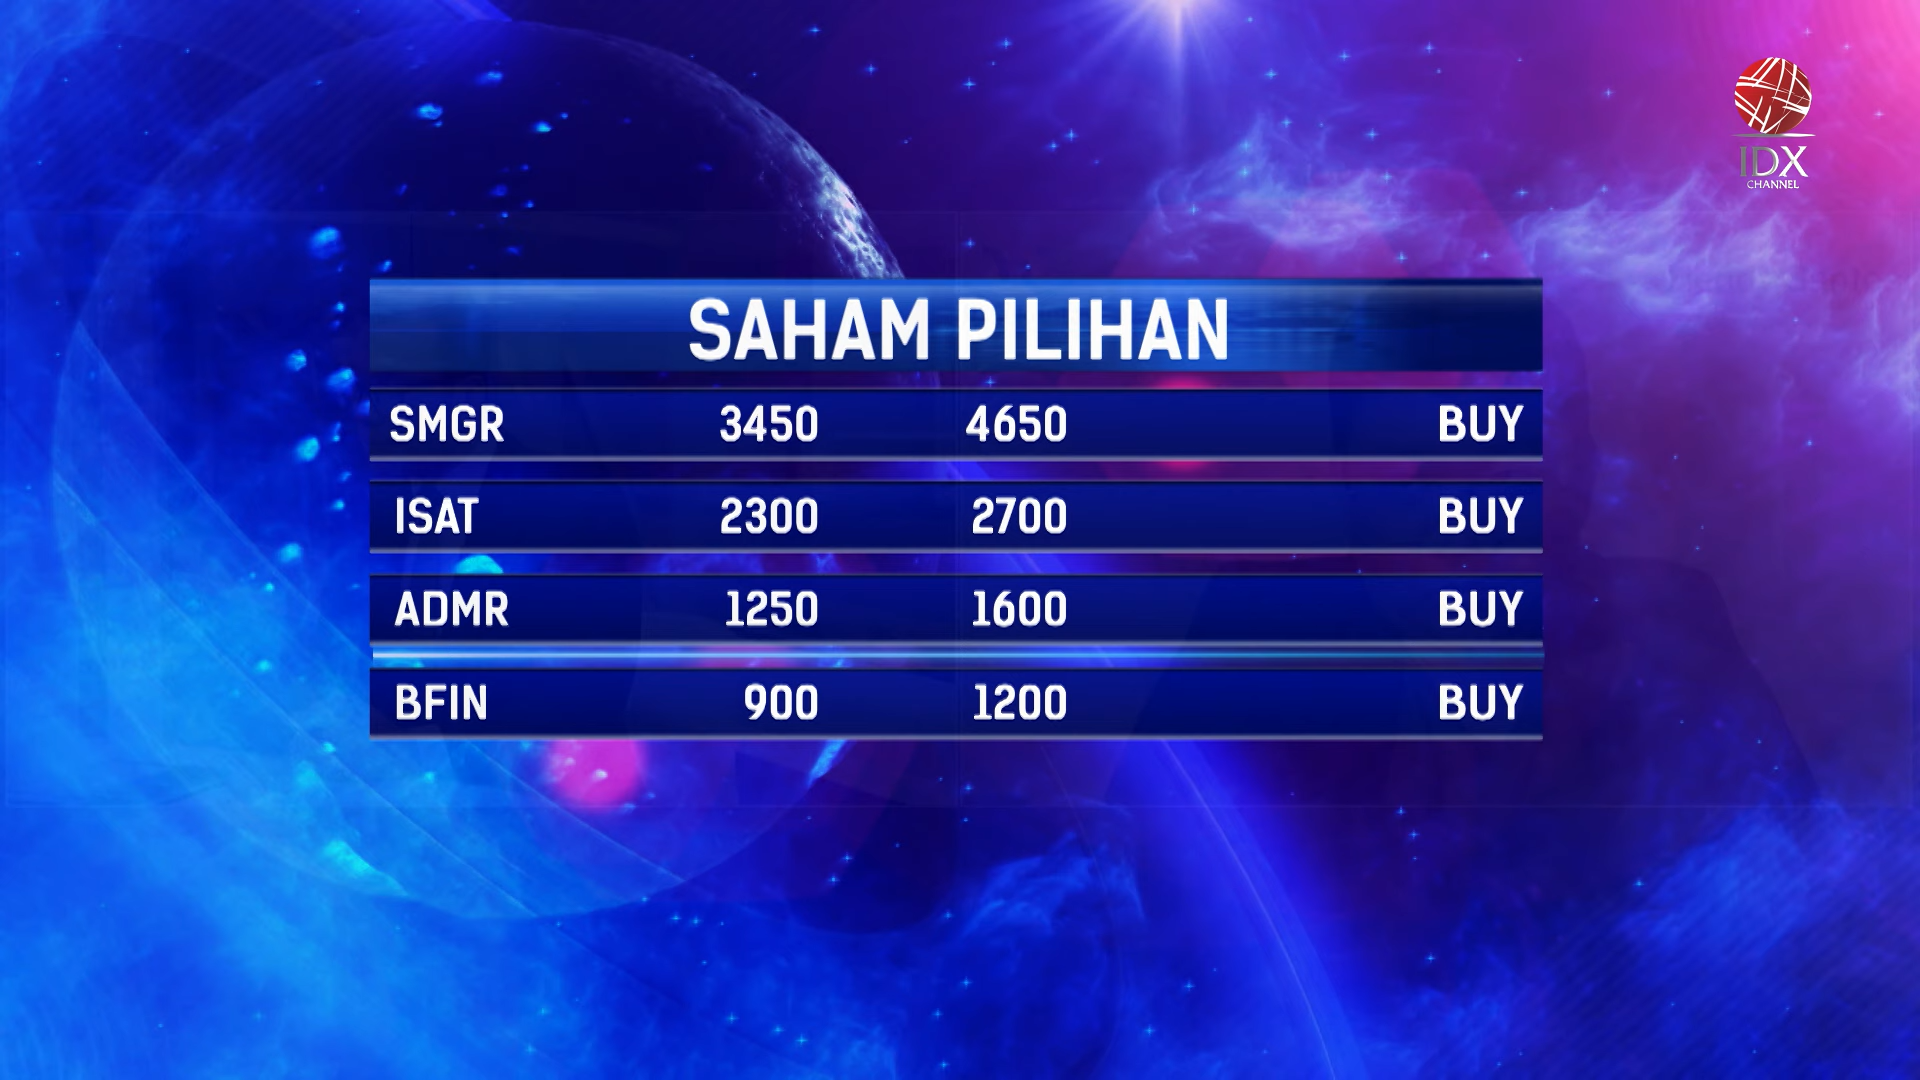 IDX
CHANNEL
SAHAM PILIHAN
SMGR 3450 4650 BUY
ISAT 2300 2700 BUY
ADMR 1250 1600 BUY
BFIN 900 1200 BUY